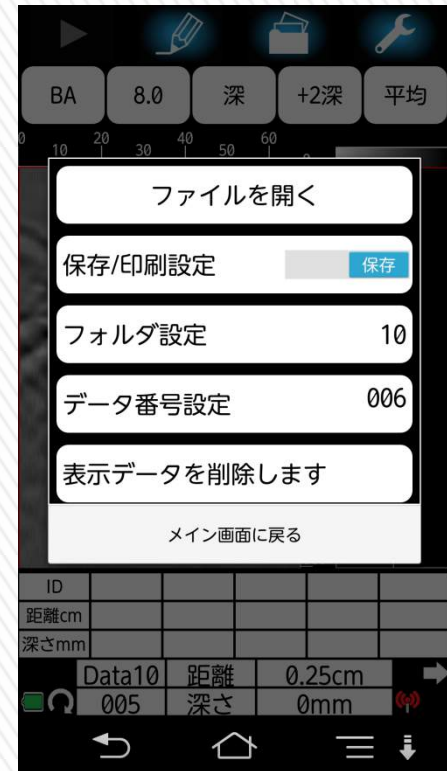 BA 8.0 深 +2深 平均
0 10 20 30 40 50 60
ファイルを開く
保存/印刷設定 保存
フォルダ設定 10
データ番号設定 006
表示データを削除します
メイン画面に戻る
ID
距離cm
深さmm
Data10 距離 0.25cm
005 深さ 0mm